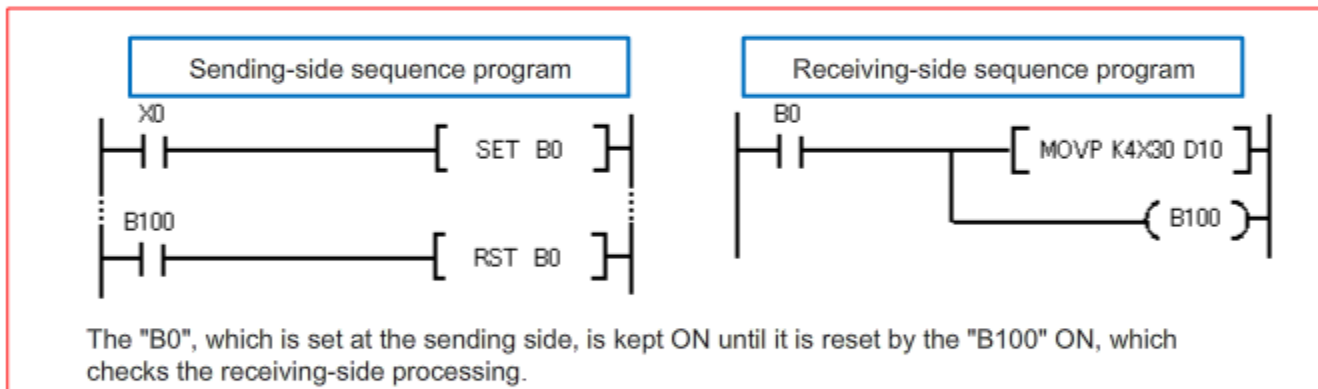 Sending-side sequence program
X0
SET B0
B100
RST B0
Receiving-side sequence program
B0
MOVP K4X30 D10
B100
The "B0", which is set at the sending side, is kept ON until it is reset by the "B100" ON, which
checks the receiving-side processing.